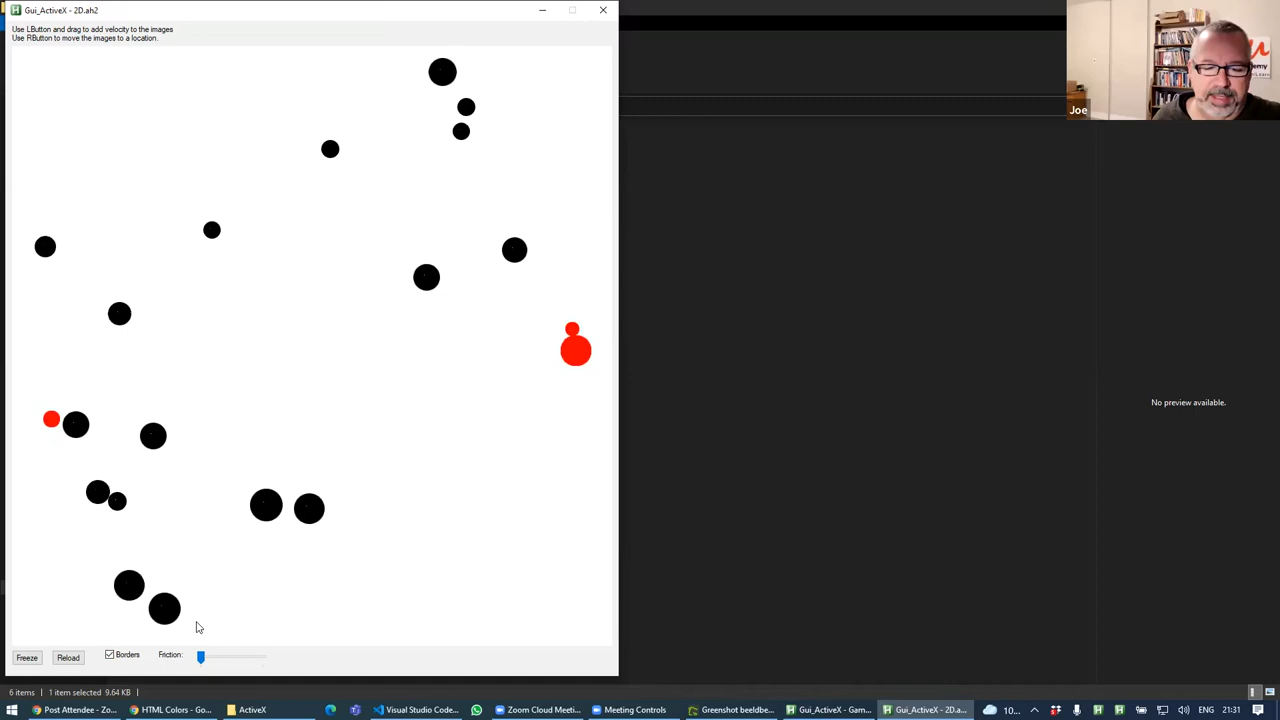 Gui_ActiveX - 2D.ah2
Use LButton and drag to add velocity to the images
Use RButton to move the images to a location.
Joe
No preview available.
Freeze
Reload
Borders
Friction:
6 items
1 item selected 9.64 KB
Post Attendee - Zo...
HTML Colors - Go...
ActiveX
Visual Studio Code...
Zoom Cloud Meeti...
Meeting Controls
Greenshot beeldbe...
Gui_ActiveX - Gam...
Gui_ActiveX - 2D.a...
10...
ENG
21:31